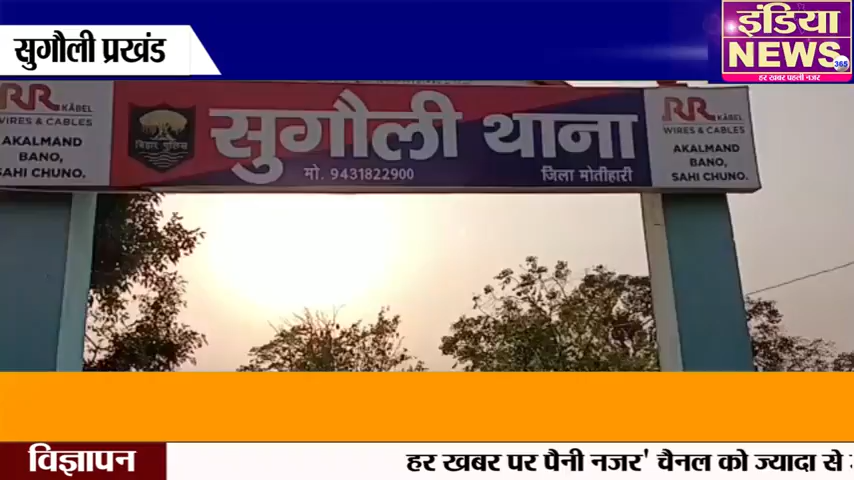 सुगौली प्रखंड
इंडिया
NEWS
365
हर खबर पहली नजर
RR KABEL
WIRES & CABLES
AKALMAND
BANO,
SAHI CHUNO.
बिहार पुलिस
सुगौली थाना
मो. 9431822900
जिला मोतीहारी
RR KABEL
WIRES & CABLES
AKALMAND
BANO,
SAHI CHUNO.
विज्ञापन
हर खबर पर पैनी नजर' चैनल को ज्यादा से